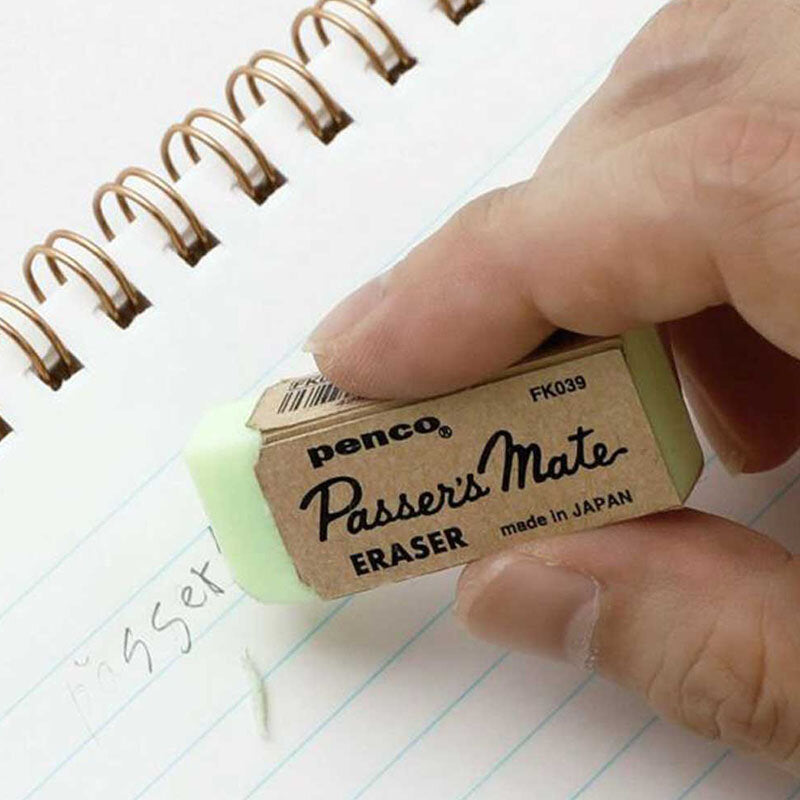 FK039
penco®
Passer's Mate
ERASER
made in JAPAN
passer